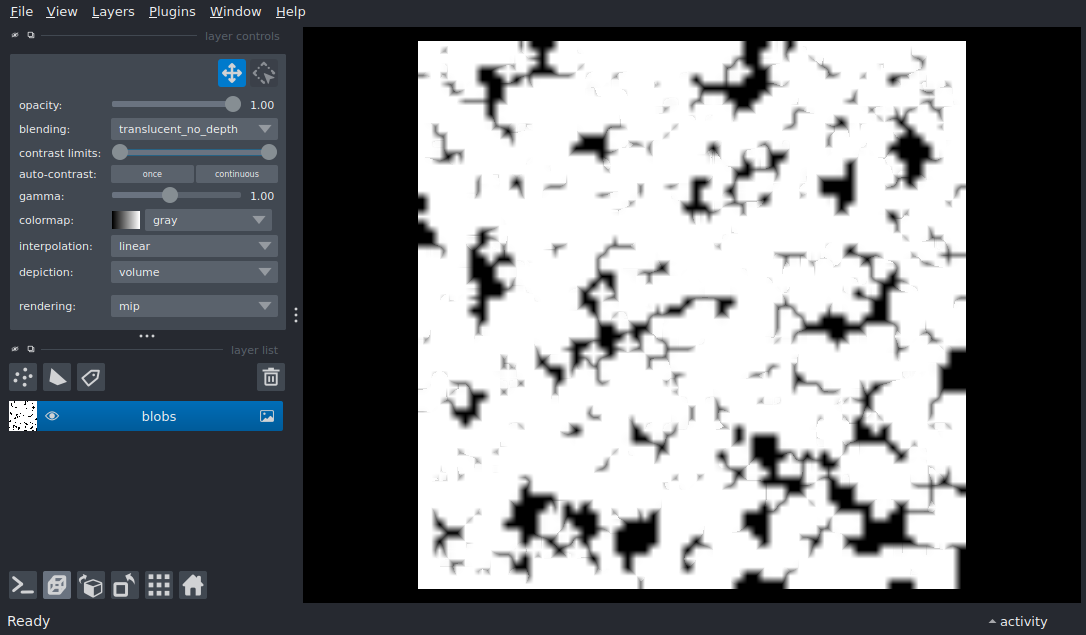 File View Layers Plugins Window Help
layer controls
opacity: 1.00
blending: translucent_no_depth
contrast limits:
auto-contrast: once continuous
gamma: 1.00
colormap: gray
interpolation: linear
depiction: volume
rendering: mip
layer list
blobs
Ready
activity